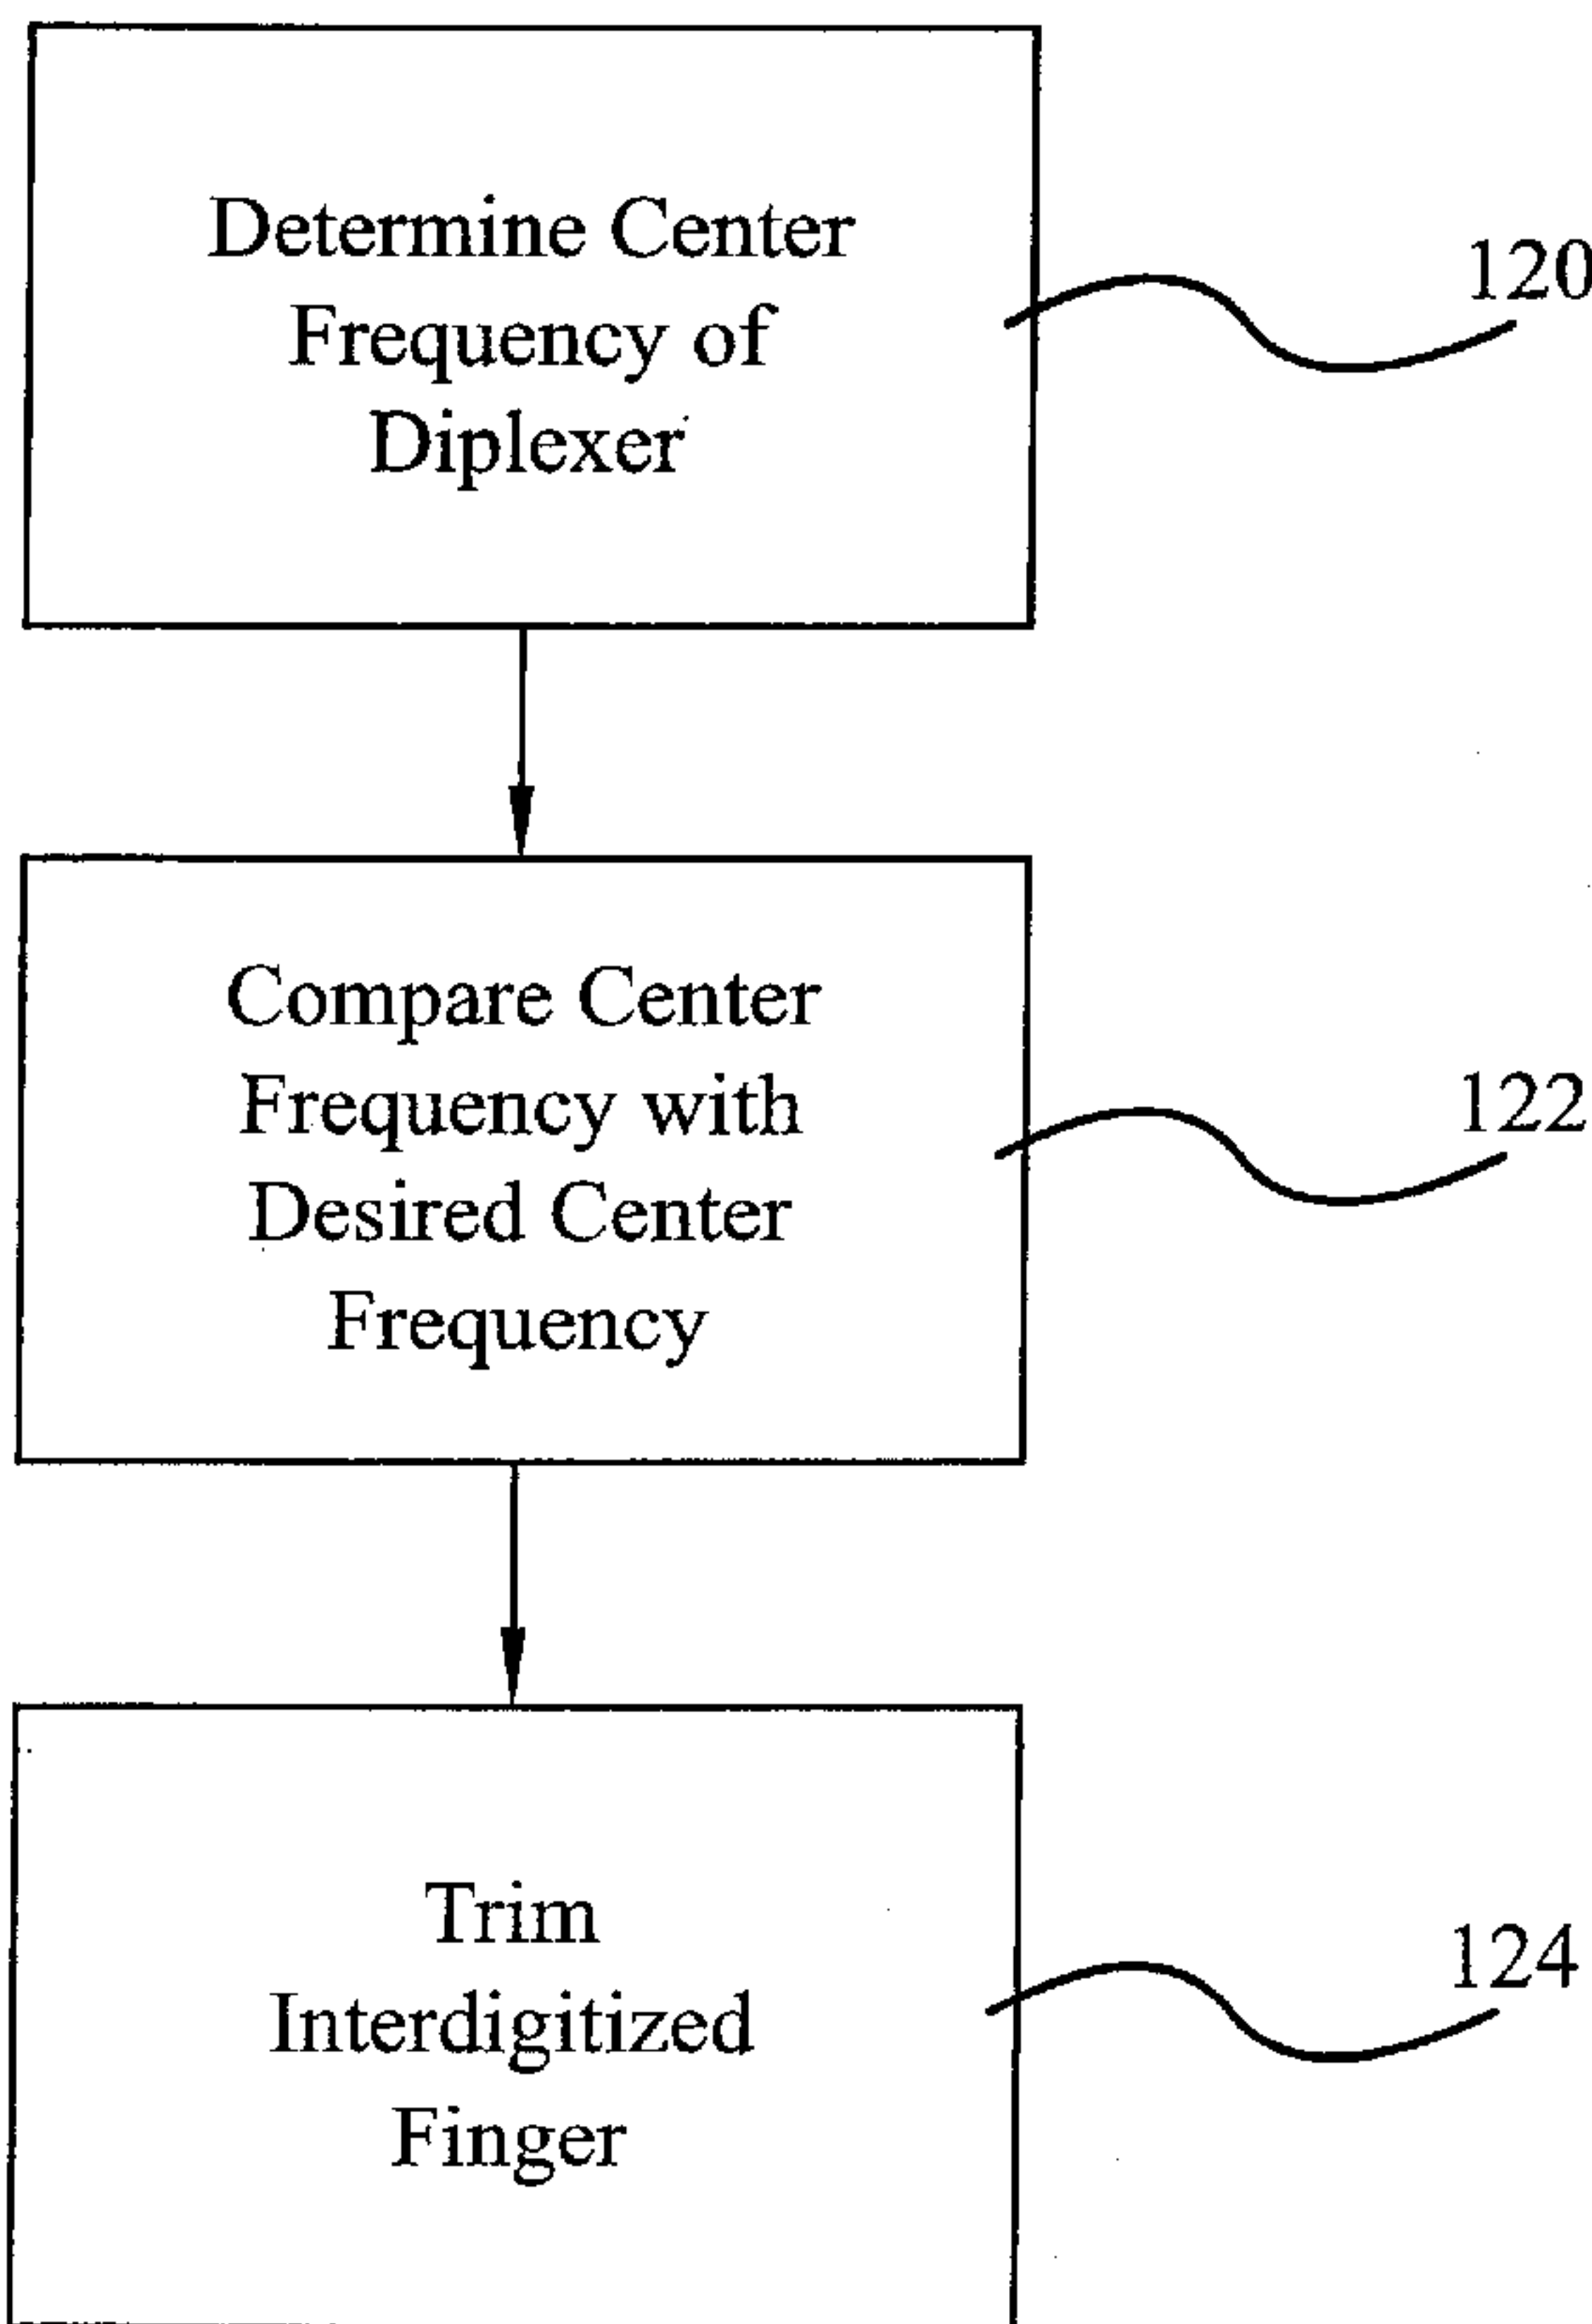 Determine Center
Frequency of
Diplexer
120
Compare Center
Frequency with
Desired Center
Frequency
122
Trim
Interdigitized
Finger
124